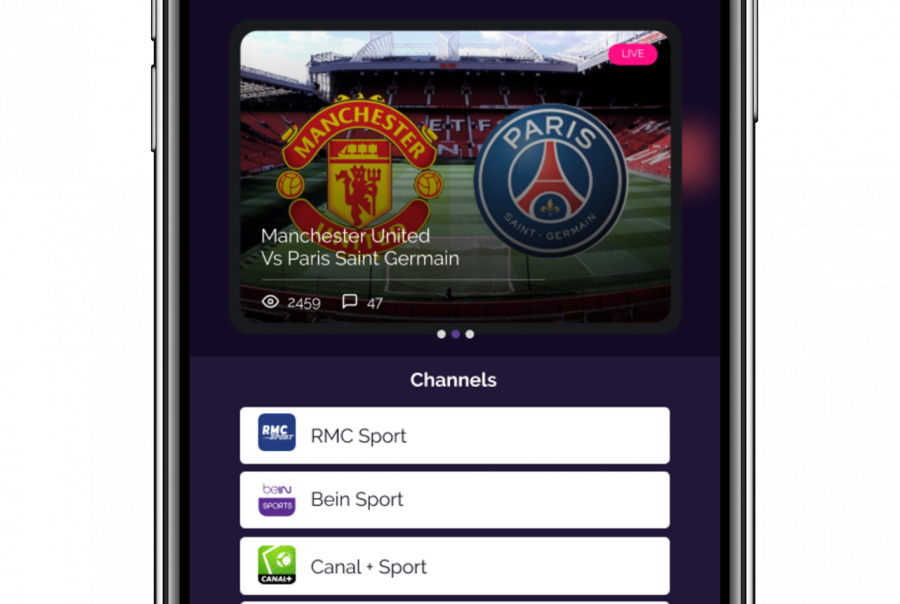 LIVE
MANCHESTER
UNITED
PARIS
SAINT-GERMAIN
Manchester United
Vs Paris Saint Germain
2459 47
Channels
RMC SPORT
RMC Sport
beIN
SPORTS
Bein Sport
CANAL+
Canal + Sport